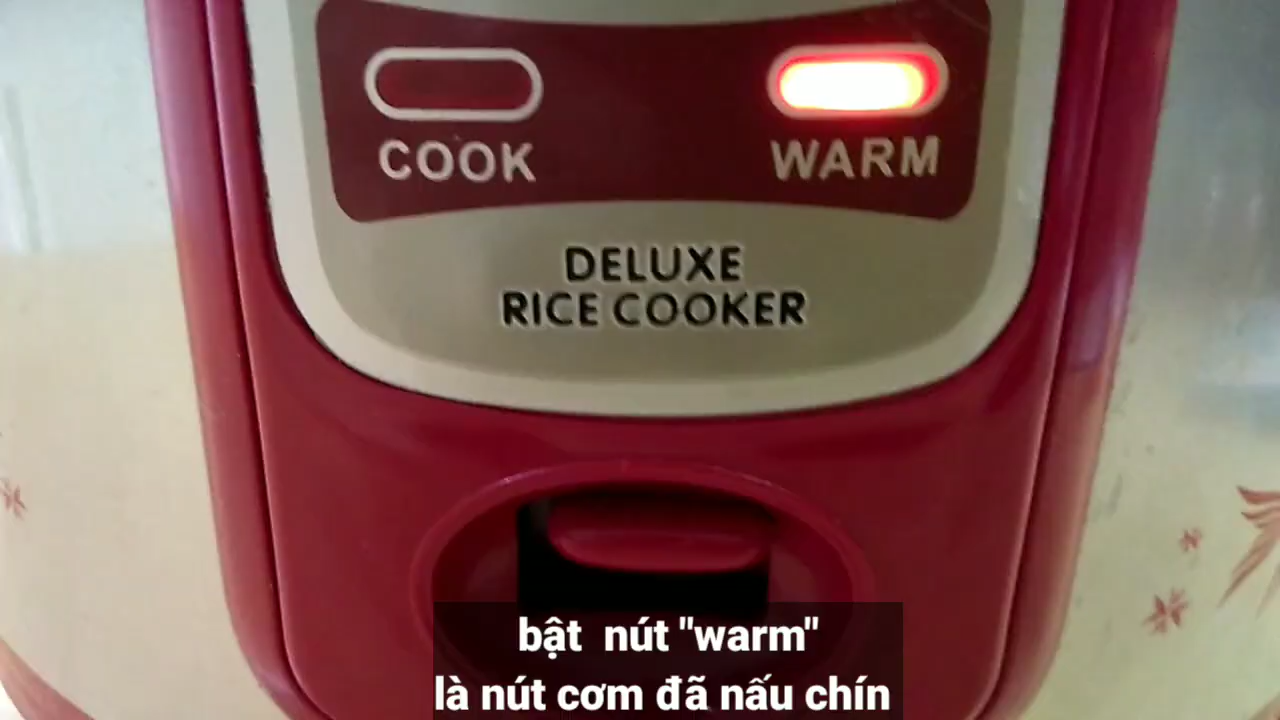 COOK WARM
DELUXE
RICE COOKER
bật nút "warm"
là nút cơm đã nấu chín